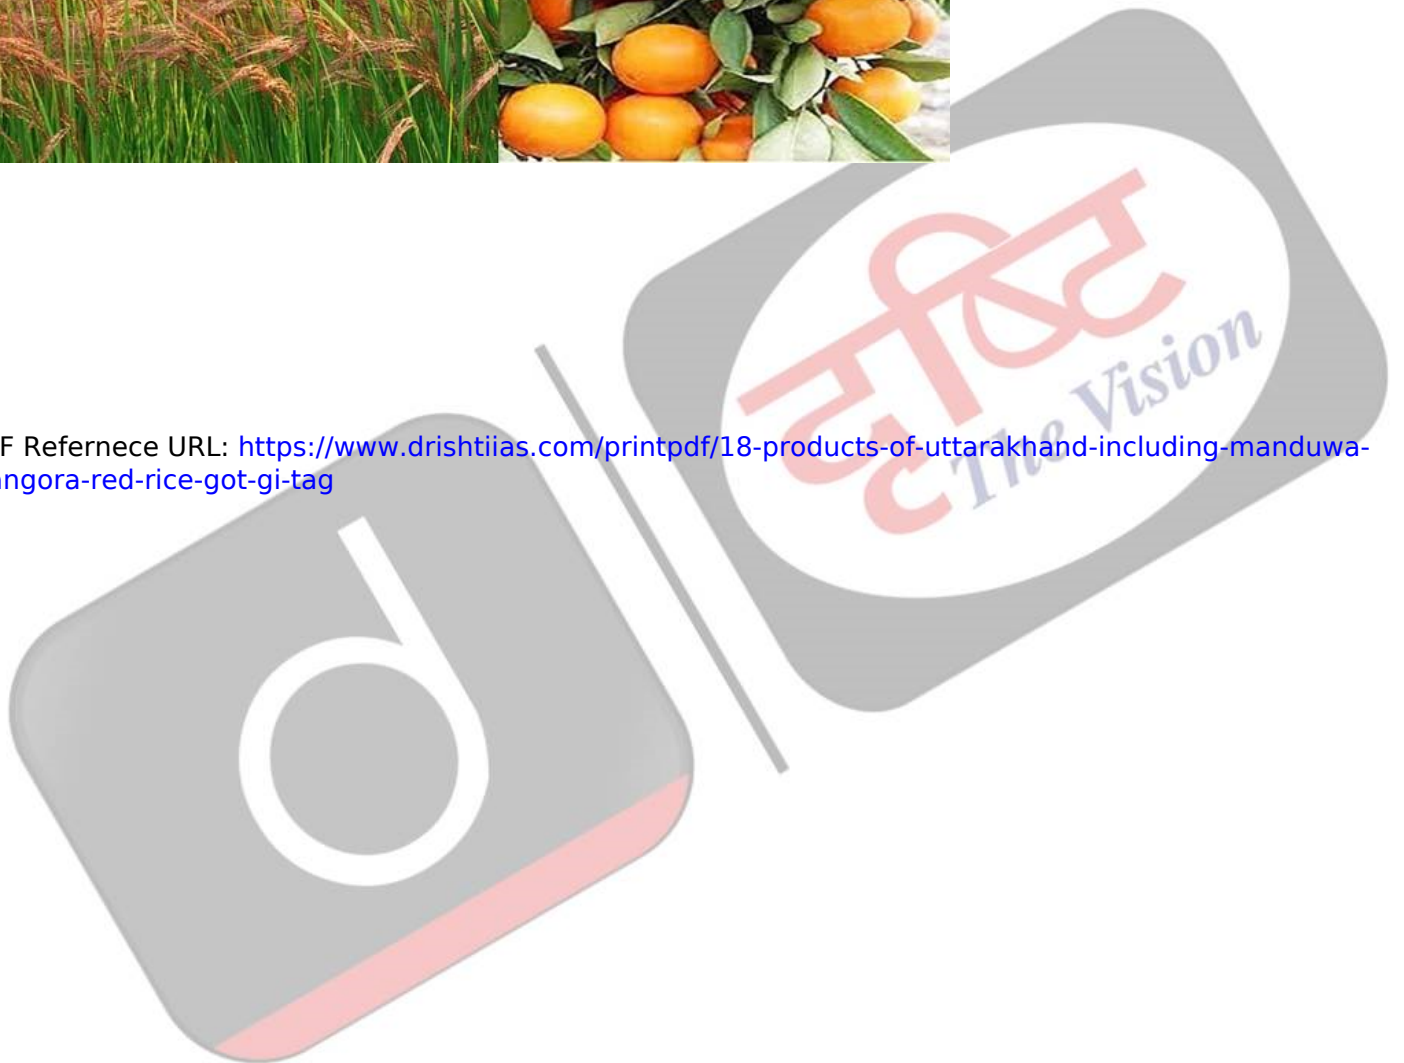 दृष्टि
The Vision
F Refernece URL: https://www.drishtiias.com/printpdf/18-products-of-uttarakhand-including-manduwa-
angora-red-rice-got-gi-tag
d